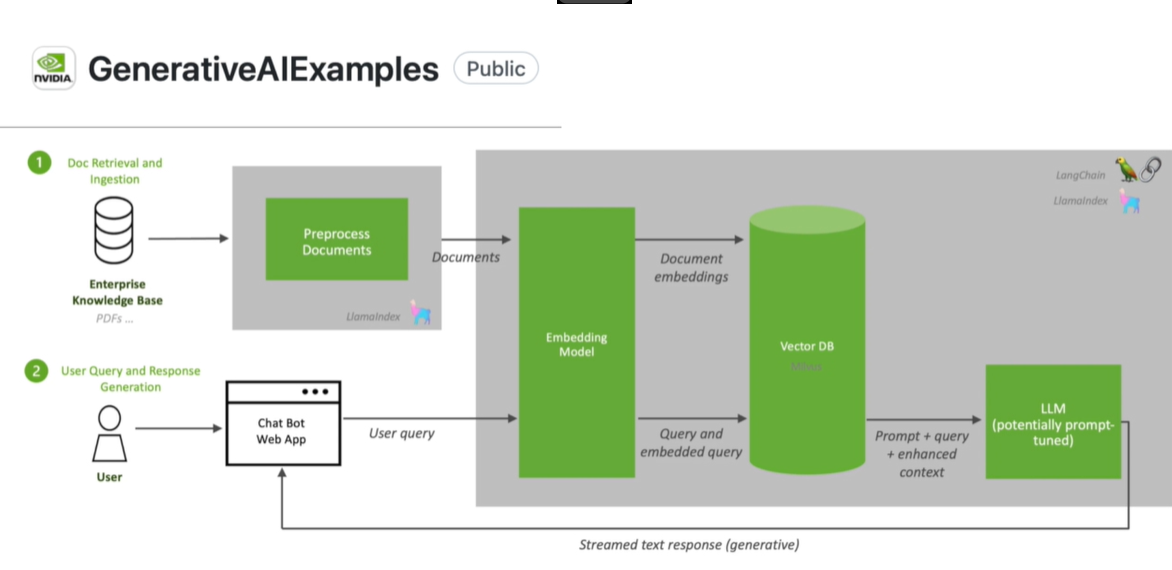 NVIDIA
GenerativeAIExamples
Public
1
Doc Retrieval and
Ingestion
Enterprise
Knowledge Base
PDFs ...
Preprocess
Documents
LlamaIndex
Documents
LangChain
LlamaIndex
Embedding
Model
Document
embeddings
Vector DB
Milvus
2
User Query and Response
Generation
User
Chat Bot
Web App
User query
Query and
embedded query
Prompt + query
+ enhanced
context
LLM
(potentially prompt-
tuned)
Streamed text response (generative)